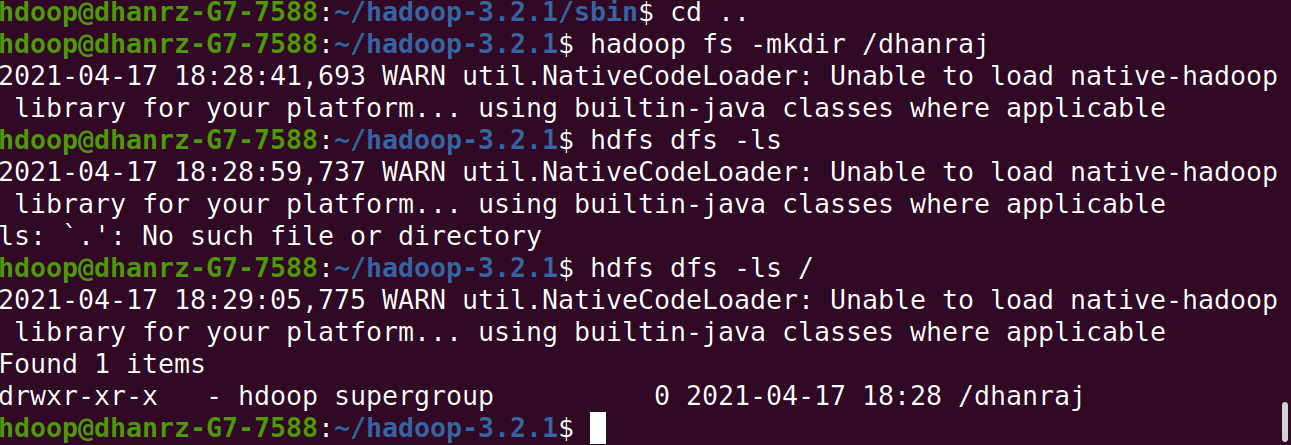 hdoop@dhanrz-G7-7588:~/hadoop-3.2.1/sbin$ cd ..
hdoop@dhanrz-G7-7588:~/hadoop-3.2.1$ hadoop fs -mkdir /dhanraj
2021-04-17 18:28:41,693 WARN util.NativeCodeLoader: Unable to load native-hadoop
 library for your platform... using builtin-java classes where applicable
hdoop@dhanrz-G7-7588:~/hadoop-3.2.1$ hdfs dfs -ls
2021-04-17 18:28:59,737 WARN util.NativeCodeLoader: Unable to load native-hadoop
 library for your platform... using builtin-java classes where applicable
ls: `.': No such file or directory
hdoop@dhanrz-G7-7588:~/hadoop-3.2.1$ hdfs dfs -ls /
2021-04-17 18:29:05,775 WARN util.NativeCodeLoader: Unable to load native-hadoop
 library for your platform... using builtin-java classes where applicable
Found 1 items
drwxr-xr-x   - hdoop supergroup          0 2021-04-17 18:28 /dhanraj
hdoop@dhanrz-G7-7588:~/hadoop-3.2.1$